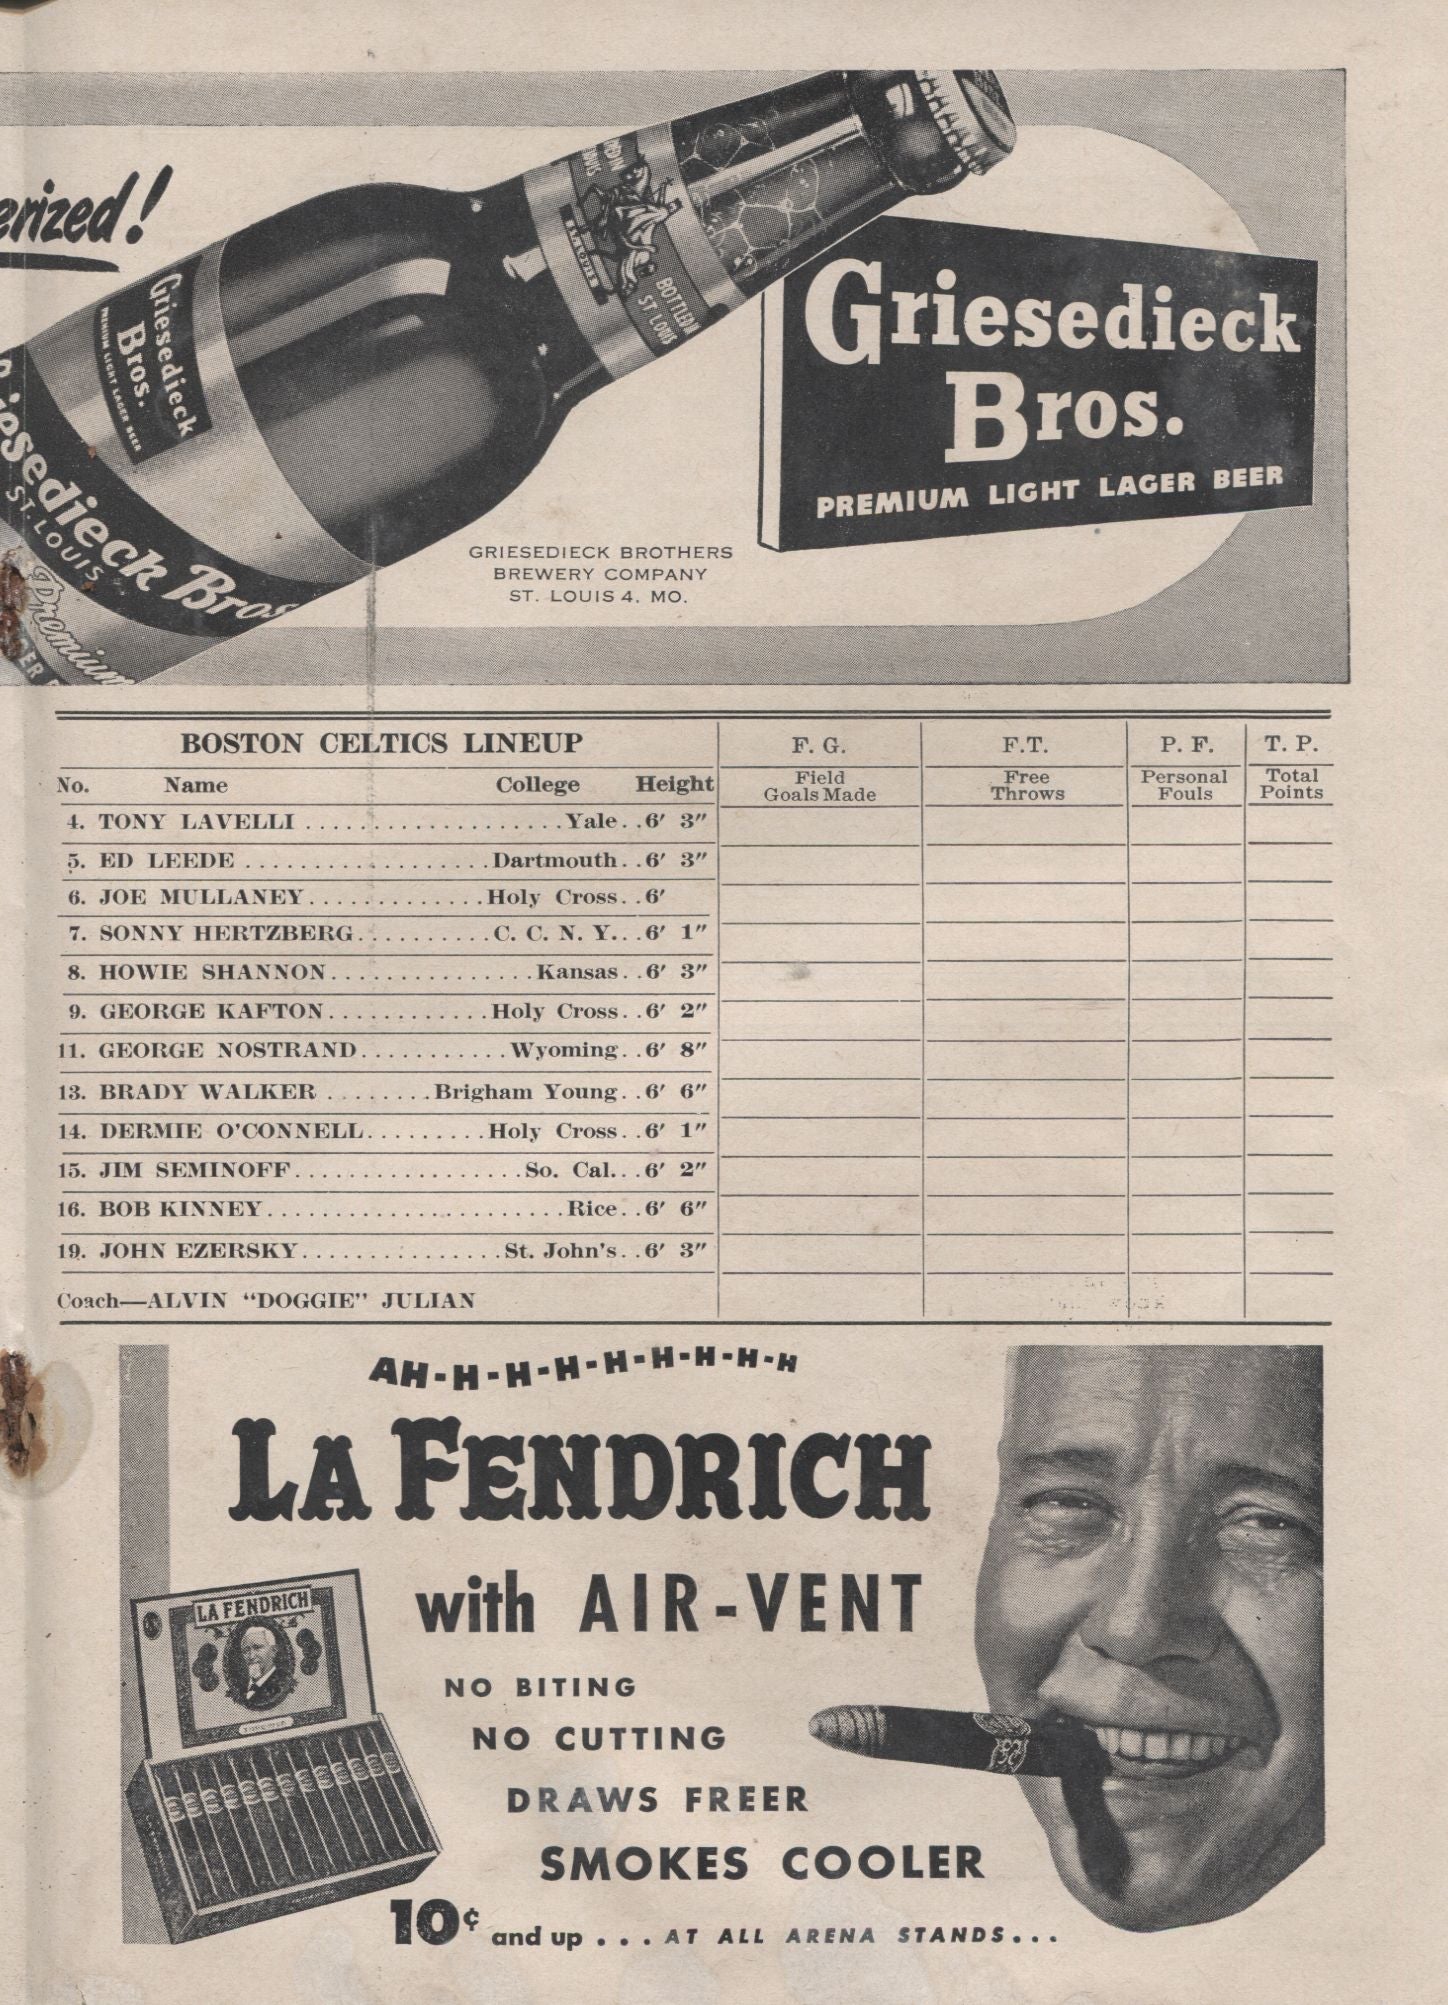 erized!
Griesedieck
Bros.
PREMIUM LIGHT LAGER BEER
BOTTLED IN
ST LOUIS
Griesedieck
Bros.
PREMIUM LIGHT LAGER BEER
iesedieck Bros
ST. LOUIS
Premium
GRIESEDIECK BROTHERS
BREWERY COMPANY
ST. LOUIS 4, MO.
BOSTON CELTICS LINEUP F. G. F.T. P. F. T. P.
No. Name College Height Field Goals Made Free Throws Personal Fouls Total Points
4. TONY LAVELLI ....................Yale..6' 3"
5. ED LEEDE ...................Dartmouth..6' 3"
6. JOE MULLANEY.............Holy Cross..6'
7. SONNY HERTZBERG..........C. C. N. Y...6' 1"
8. HOWIE SHANNON................Kansas..6' 3"
9. GEORGE KAFTON............Holy Cross..6' 2"
11. GEORGE NOSTRAND...........Wyoming..6' 8"
13. BRADY WALKER ........Brigham Young..6' 6"
14. DERMIE O'CONNELL.........Holy Cross..6' 1"
15. JIM SEMINOFF.................So. Cal...6' 2"
16. BOB KINNEY......................Rice..6' 6"
19. JOHN EZERSKY...............St. John's..6' 3"
Coach—ALVIN "DOGGIE" JULIAN
AH-H-H-H-H-H-H-H-H
LA FENDRICH
with AIR-VENT
LA FENDRICH
NO BITING
NO CUTTING
DRAWS FREER
SMOKES COOLER
10¢ and up ... AT ALL ARENA STANDS...